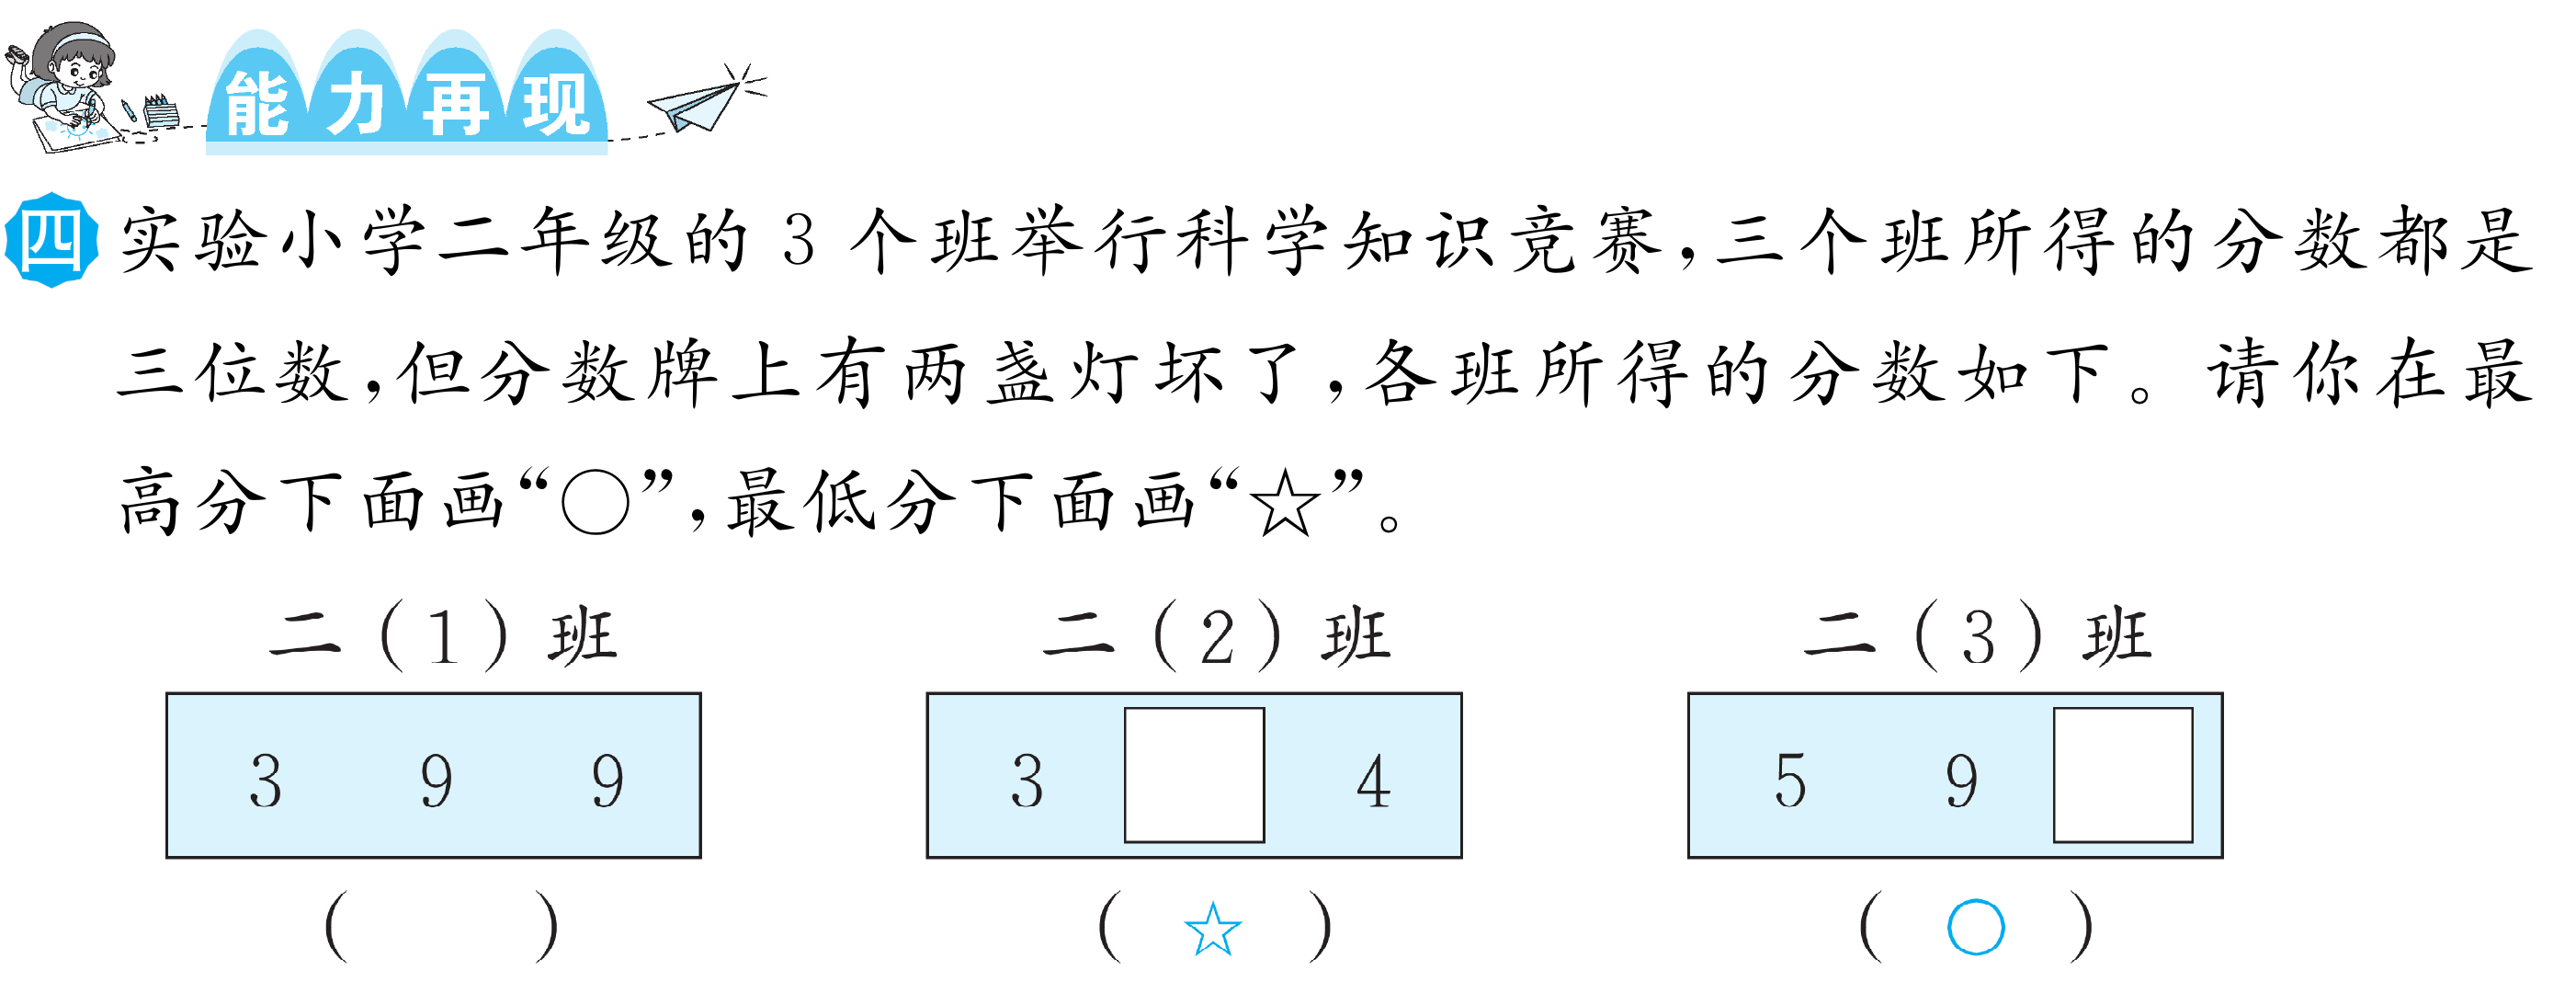 能力再现
四 实验小学二年级的 3 个班举行科学知识竞赛,三个班所得的分数都是
三位数,但分数牌上有两盏灯坏了,各班所得的分数如下。请你在最
高分下面画“○”,最低分下面画“☆”。
二(1)班 二(2)班 二(3)班
3 9 9 3 □ 4 5 9 □
( ) ( ☆ ) ( ○ )